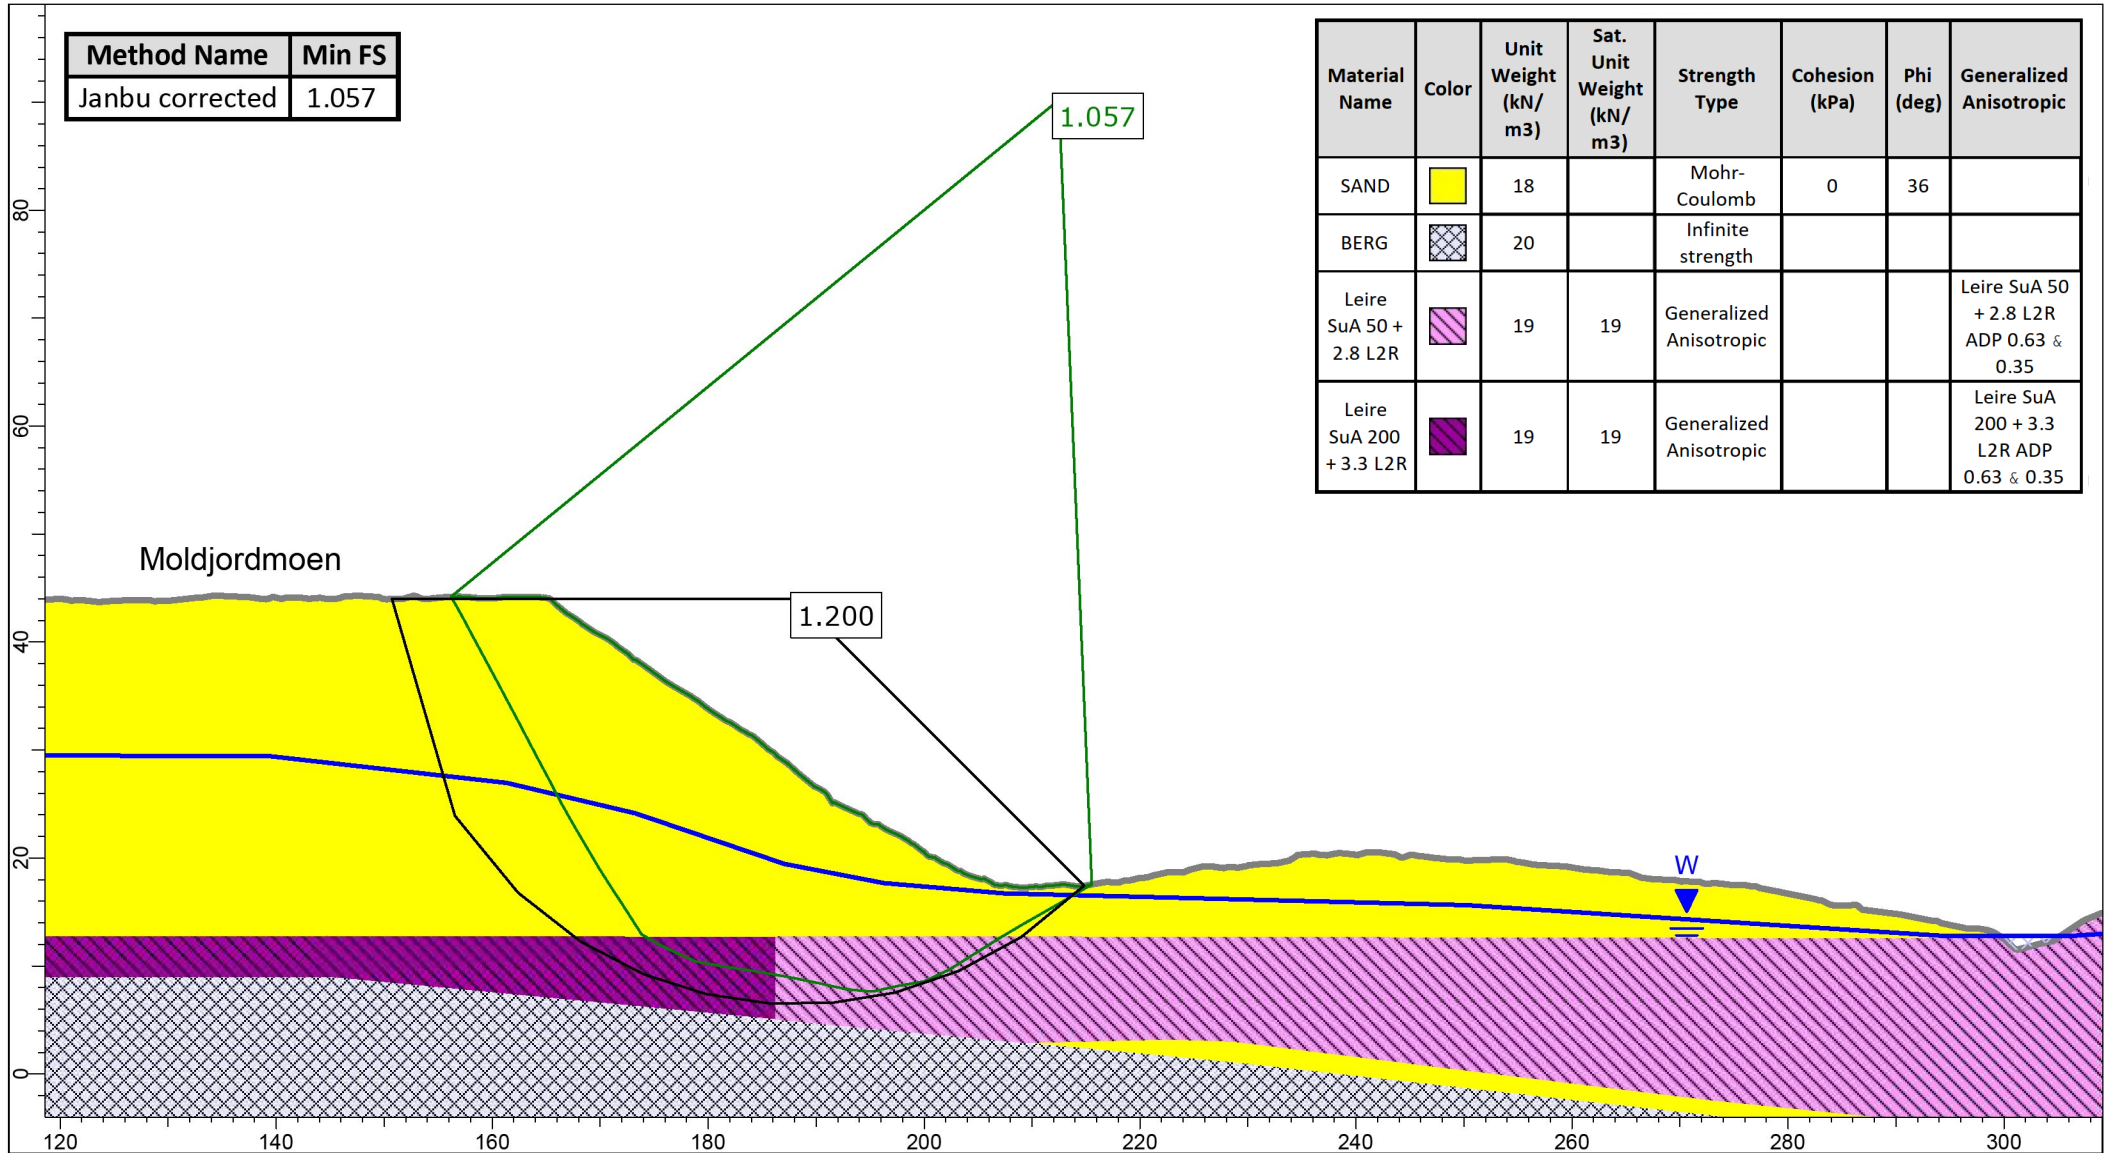 Method Name Min FS
Janbu corrected 1.057
Material Name Color Unit Weight (kN/ m3) Sat. Unit Weight (kN/ m3) Strength Type Cohesion (kPa) Phi (deg) Generalized Anisotropic
SAND 18 Mohr-Coulomb 0 36
BERG 20 Infinite strength
Leire SuA 50 + 2.8 L2R 19 19 Generalized Anisotropic Leire SuA 50 + 2.8 L2R ADP 0.63 & 0.35
Leire SuA 200 + 3.3 L2R 19 19 Generalized Anisotropic Leire SuA 200 + 3.3 L2R ADP 0.63 & 0.35
1.057
Moldjordmoen
1.200
W
80
60
40
20
0
120 140 160 180 200 220 240 260 280 300